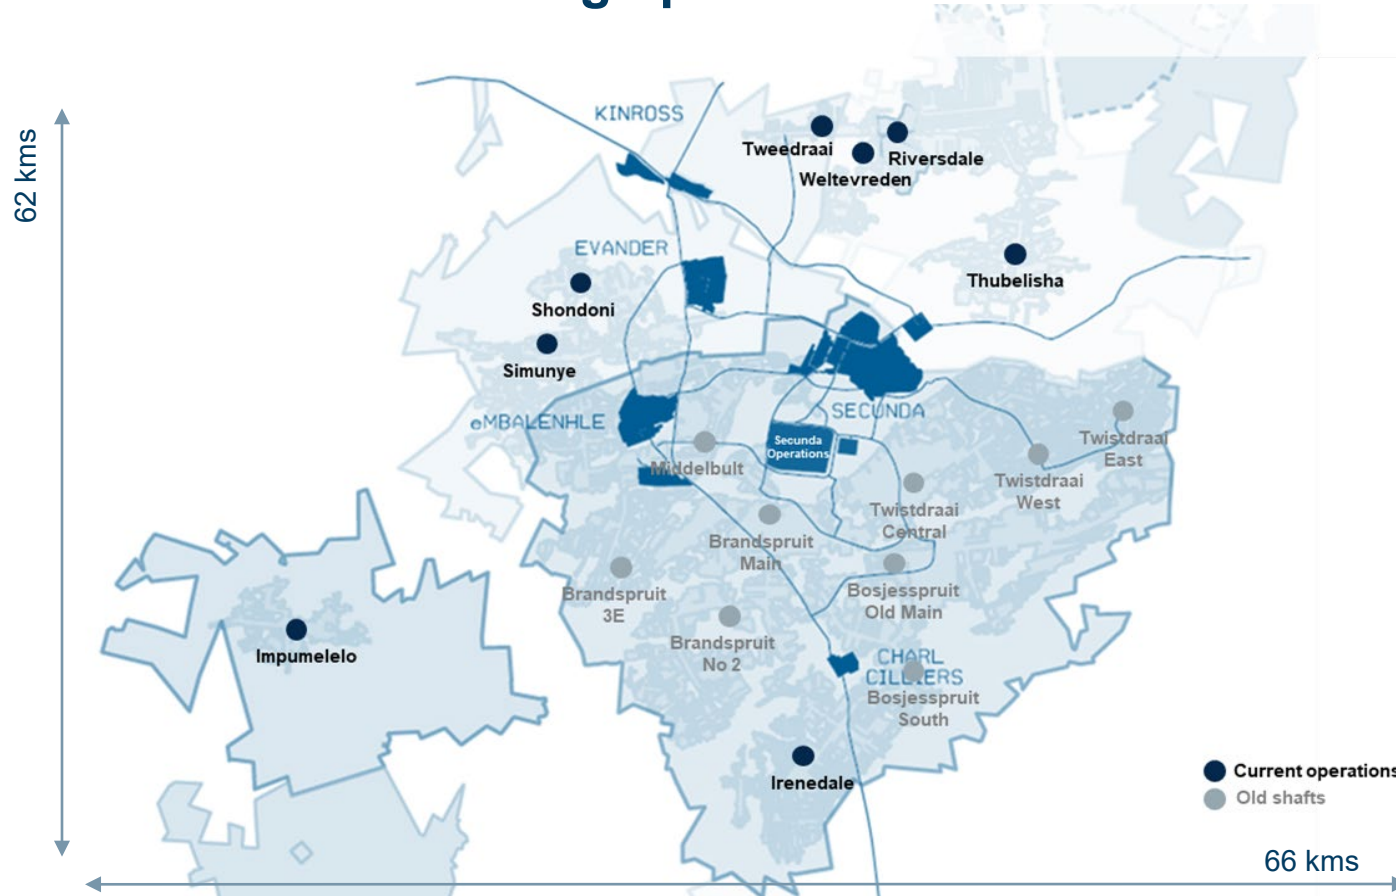 62 kms
KINROSS
Tweedraai
Riversdale
Weltevreden
EVANDER
Thubelisha
Shondoni
Simunye
eMBALENHLE
SECUNDA
Secunda
Operations
Middelbult
Twistdraai
East
Twistdraai
West
Twistdraai
Central
Brandspruit
Main
Brandspruit
3E
Bosjesspruit
Old Main
Brandspruit
No 2
Impumelelo
CHARL
CILLIERS
Bosjesspruit
South
Irenedale
Current operations
Old shafts
66 kms